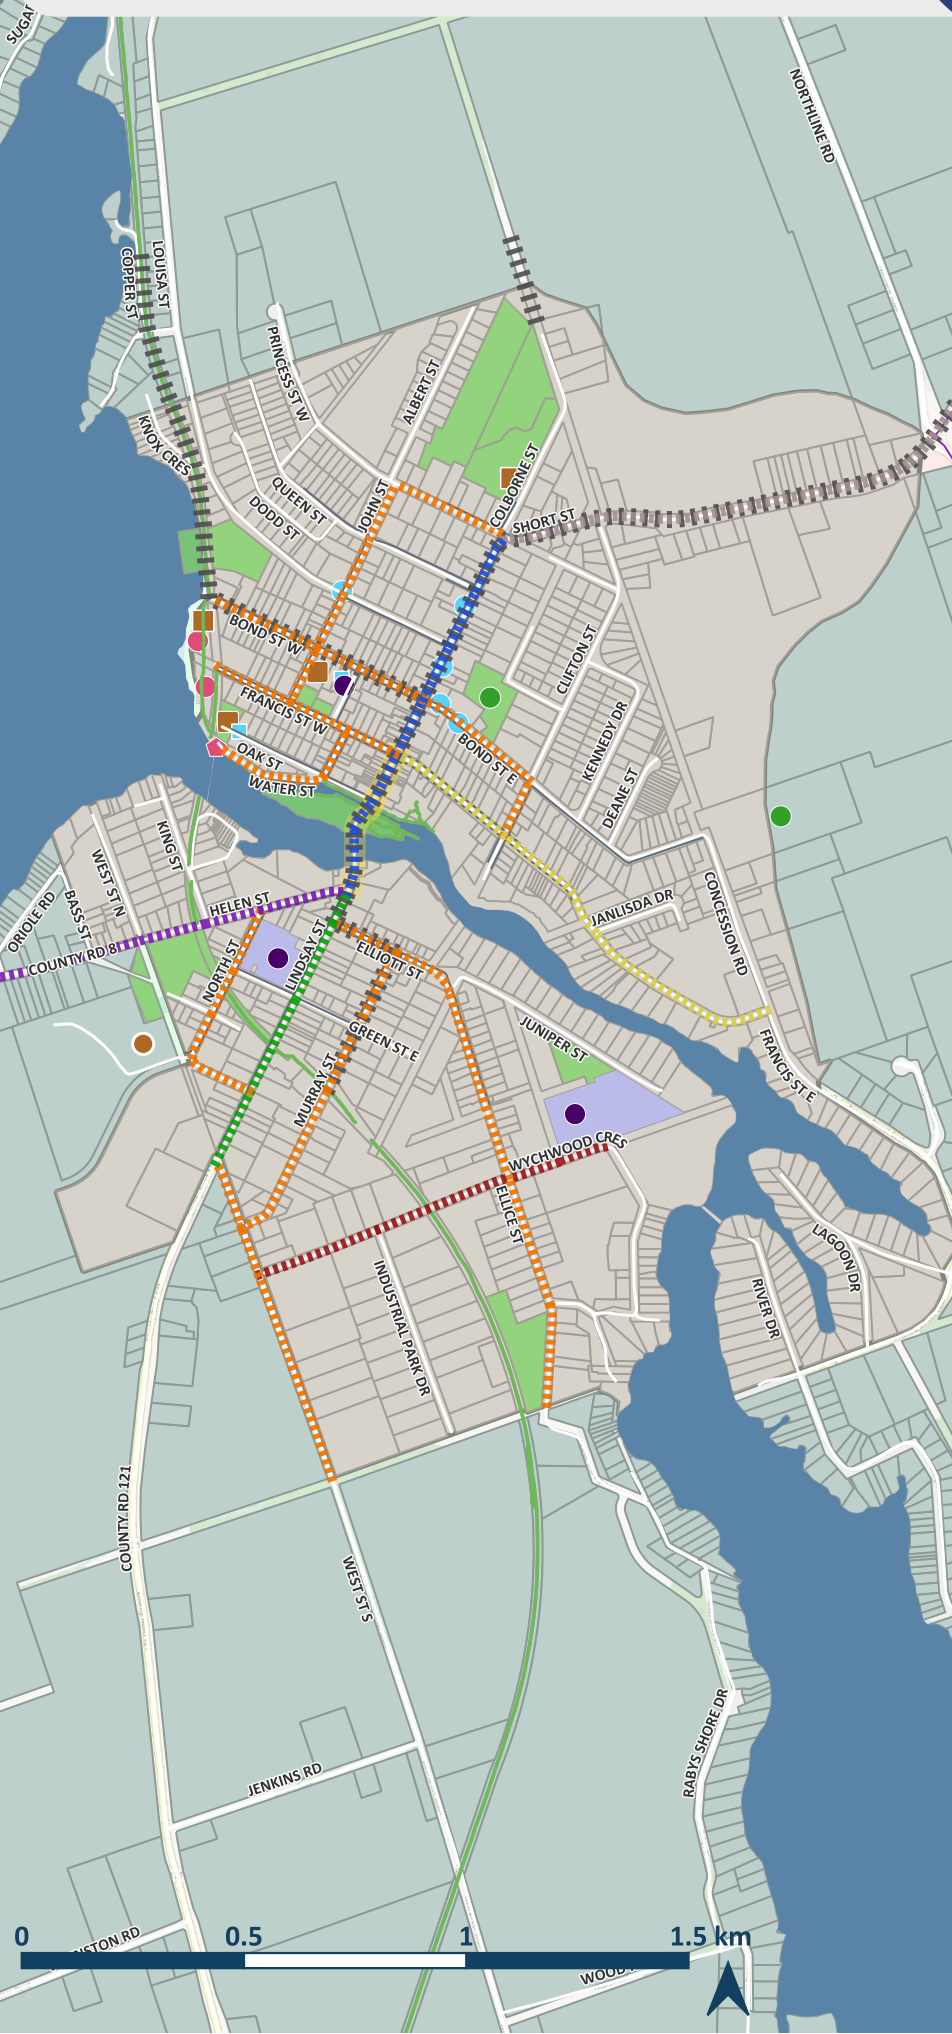 NORTHLINE RD
LOUISA ST
COPPER ST
PRINCESS ST W
ALBERT ST
KNOX CRES
COLBORNE ST
QUEEN ST
JOHN ST
DODD ST
SHORT ST
BOND ST W
CLIFTON ST
FRANCIS ST W
KENNEDY DR
BOND ST E
OAK ST
WATER ST
DEANE ST
KING ST
WEST ST N
BASS ST
ORIOLE RD
HELEN ST
JANLISDA DR
CONCESSION RD
COUNTY RD 8
NORTH ST
LINDSAY ST
ELLIOTT ST
GREEN ST E
JUNIPER ST
FRANCIS ST E
MURRAY ST
WYCHWOOD CRES
ELLICE ST
LAGOON DR
RIVER DR
INDUSTRIAL PARK DR
COUNTY RD 121
WEST ST S
RABYS SHORE DR
JENKINS RD
0 0.5 1 1.5 km